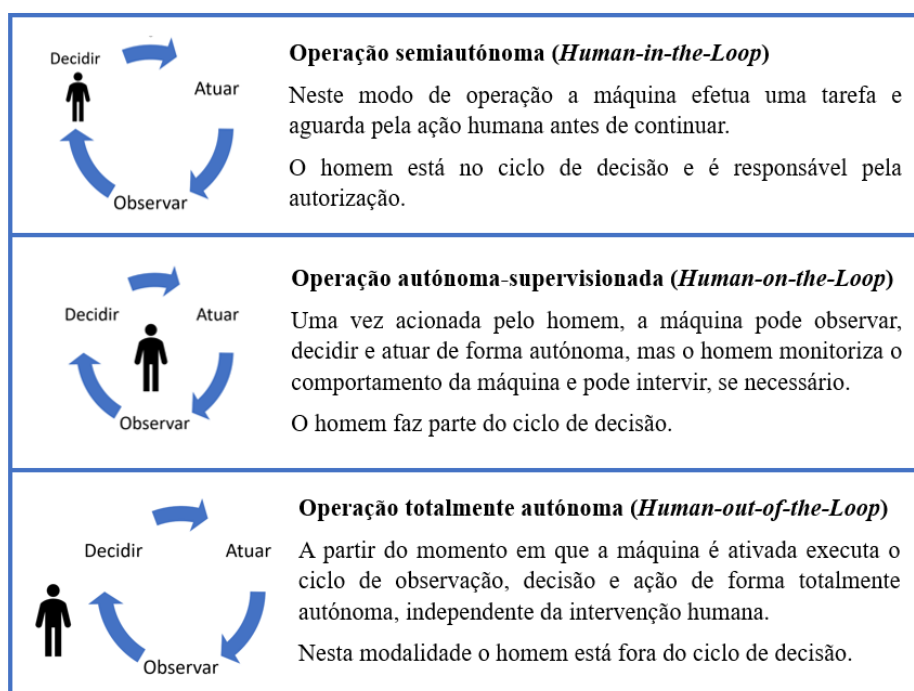 Decidir
Atuar
Observar
Operação semiautónoma (Human-in-the-Loop)
Neste modo de operação a máquina efetua uma tarefa e
aguarda pela ação humana antes de continuar.
O homem está no ciclo de decisão e é responsável pela
autorização.
Decidir
Atuar
Observar
Operação autónoma-supervisionada (Human-on-the-Loop)
Uma vez acionada pelo homem, a máquina pode observar,
decidir e atuar de forma autónoma, mas o homem monitoriza o
comportamento da máquina e pode intervir, se necessário.
O homem faz parte do ciclo de decisão.
Decidir
Atuar
Observar
Operação totalmente autónoma (Human-out-of-the-Loop)
A partir do momento em que a máquina é ativada executa o
ciclo de observação, decisão e ação de forma totalmente
autónoma, independente da intervenção humana.
Nesta modalidade o homem está fora do ciclo de decisão.